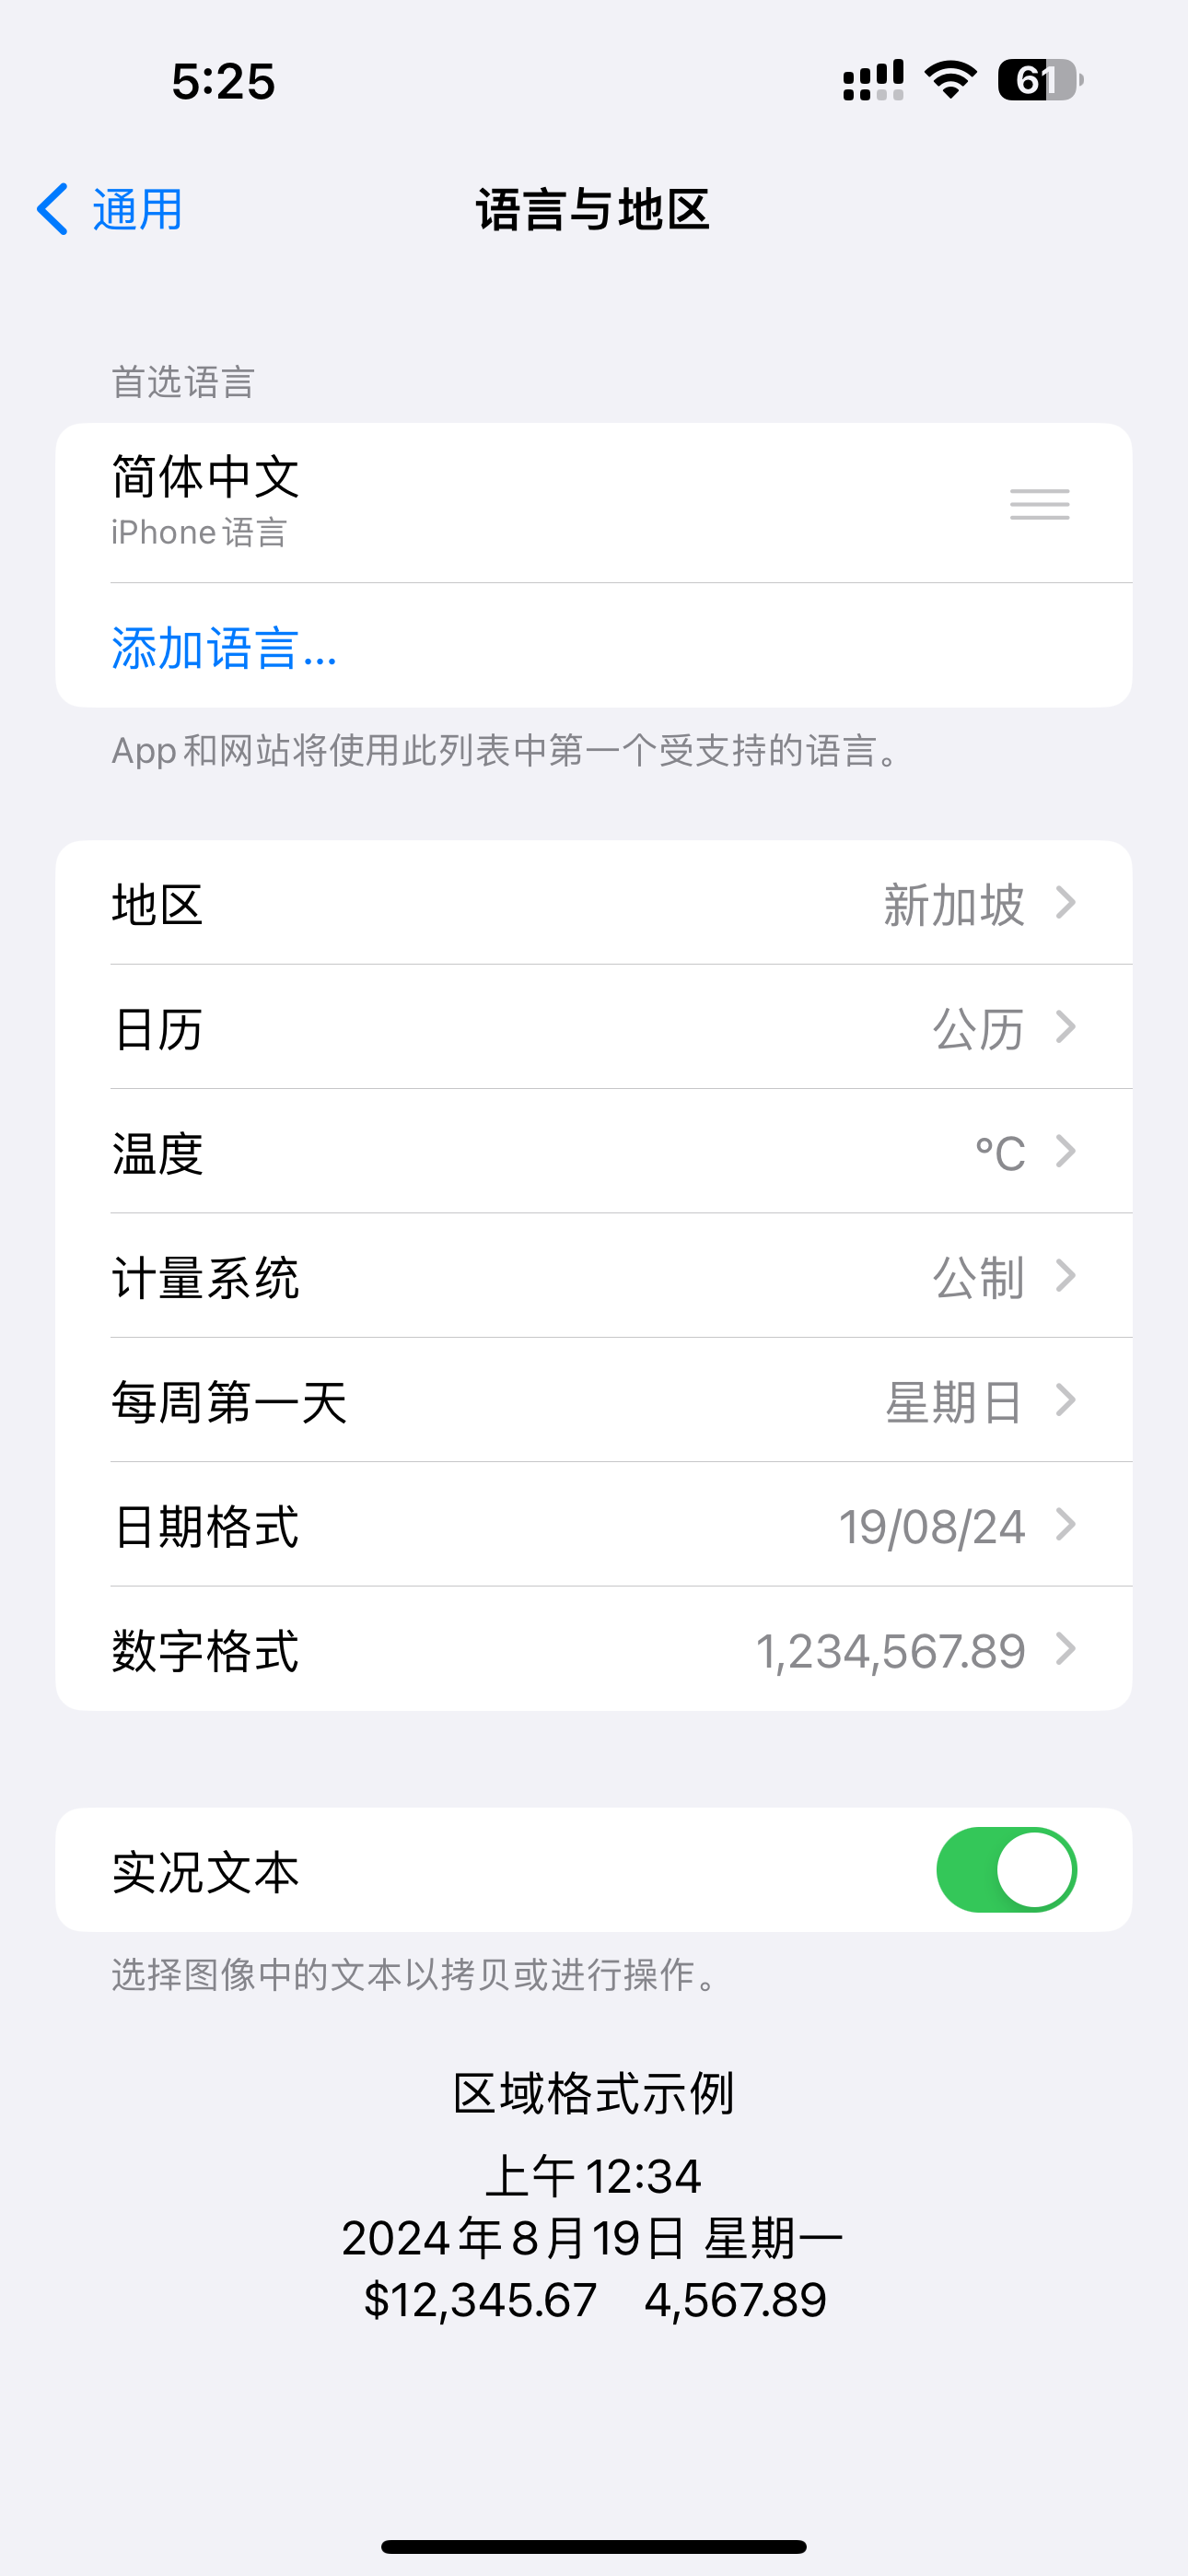 5:25
61
通用
语言与地区
首选语言
简体中文
iPhone 语言
添加语言...
App 和网站将使用此列表中第一个受支持的语言。
地区 新加坡
日历 公历
温度 °C
计量系统 公制
每周第一天 星期日
日期格式 19/08/24
数字格式 1,234,567.89
实况文本
选择图像中的文本以拷贝或进行操作。
区域格式示例
上午 12:34
2024年8月19日 星期一
$12,345.67 4,567.89